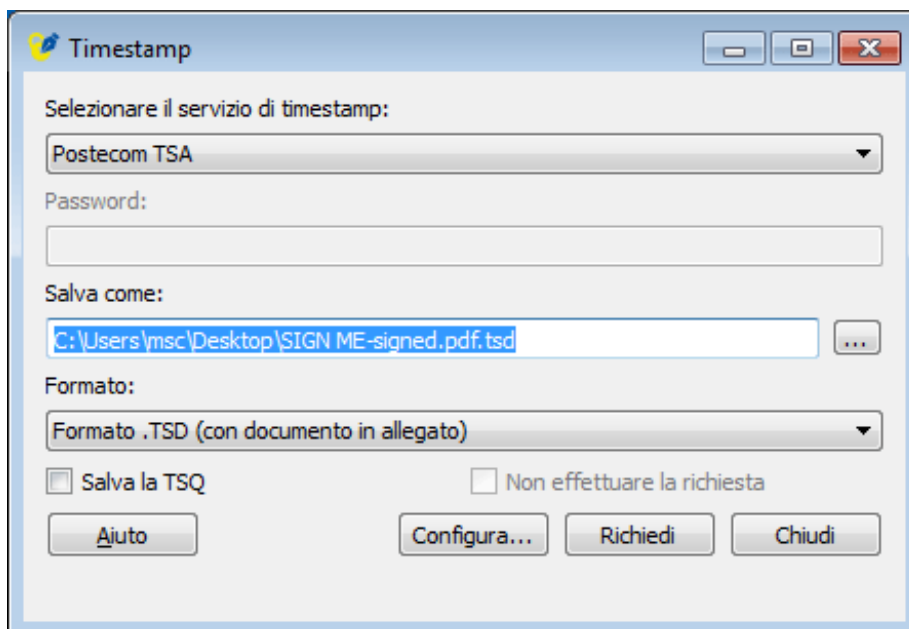 Timestamp
Selezionare il servizio di timestamp:
Postecom TSA
Password:
Salva come:
C:\Users\msc\Desktop\SIGN ME-signed.pdf.tsd
...
Formato:
Formato .TSD (con documento in allegato)
Salva la TSQ
Non effettuare la richiesta
Aiuto
Configura...
Richiedi
Chiudi